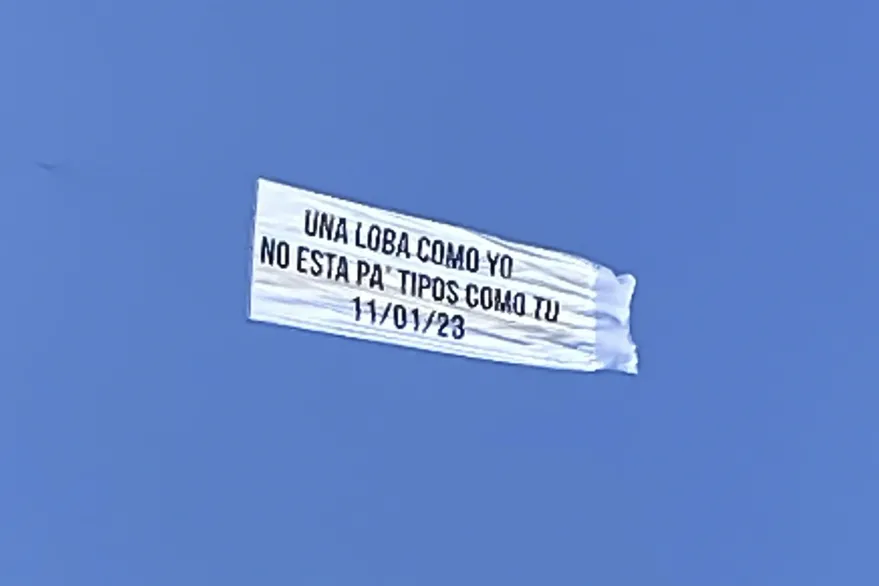 UNA LOBA COMO YO
NO ESTA PA' TIPOS COMO TU
11/01/23